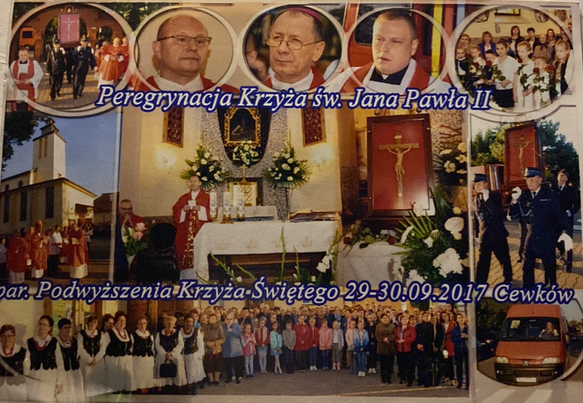 Peregrynacja Krzyża św. Jana Pawła II
par. Podwyższenia Krzyża Świętego 29-30.09.2017 Cewków